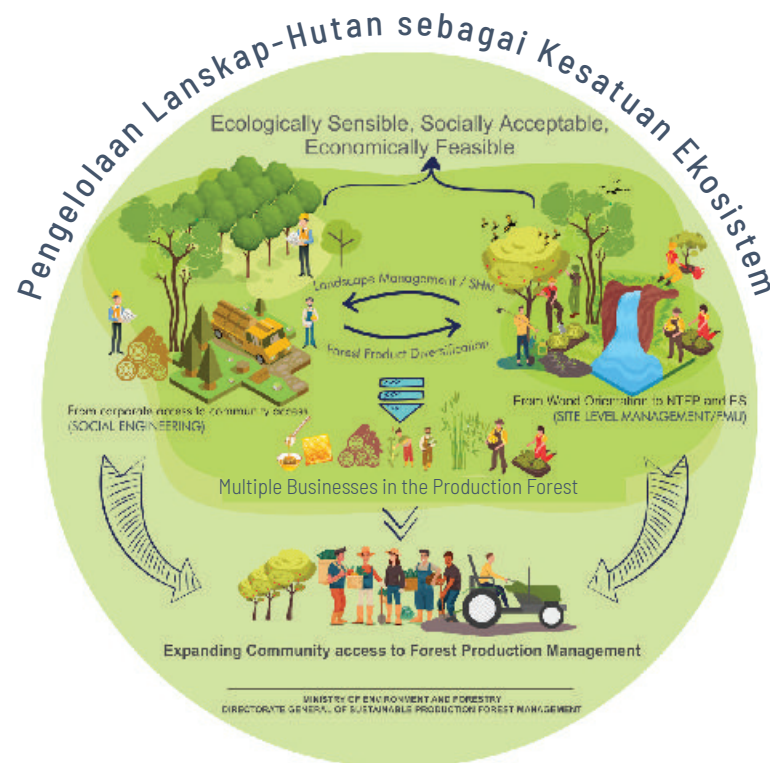 Pengelolaan Lanskap-Hutan sebagai Kesatuan Ekosistem
Ecologically Sensible, Socially Acceptable,
Economically Feasible
Landscape Management / SHM
Forest Product Diversification
From corporate access to community access
(SOCIAL ENGINEERING)
From Wood Orientation to NTFP and ES
(SITE LEVEL MANAGEMENT/FMU)
Multiple Businesses in the Production Forest
Expanding Community access to Forest Production Management
MINISTRY OF ENVIRONMENT AND FORESTRY
DIRECTORATE GENERAL OF SUSTAINABLE PRODUCTION FOREST MANAGEMENT